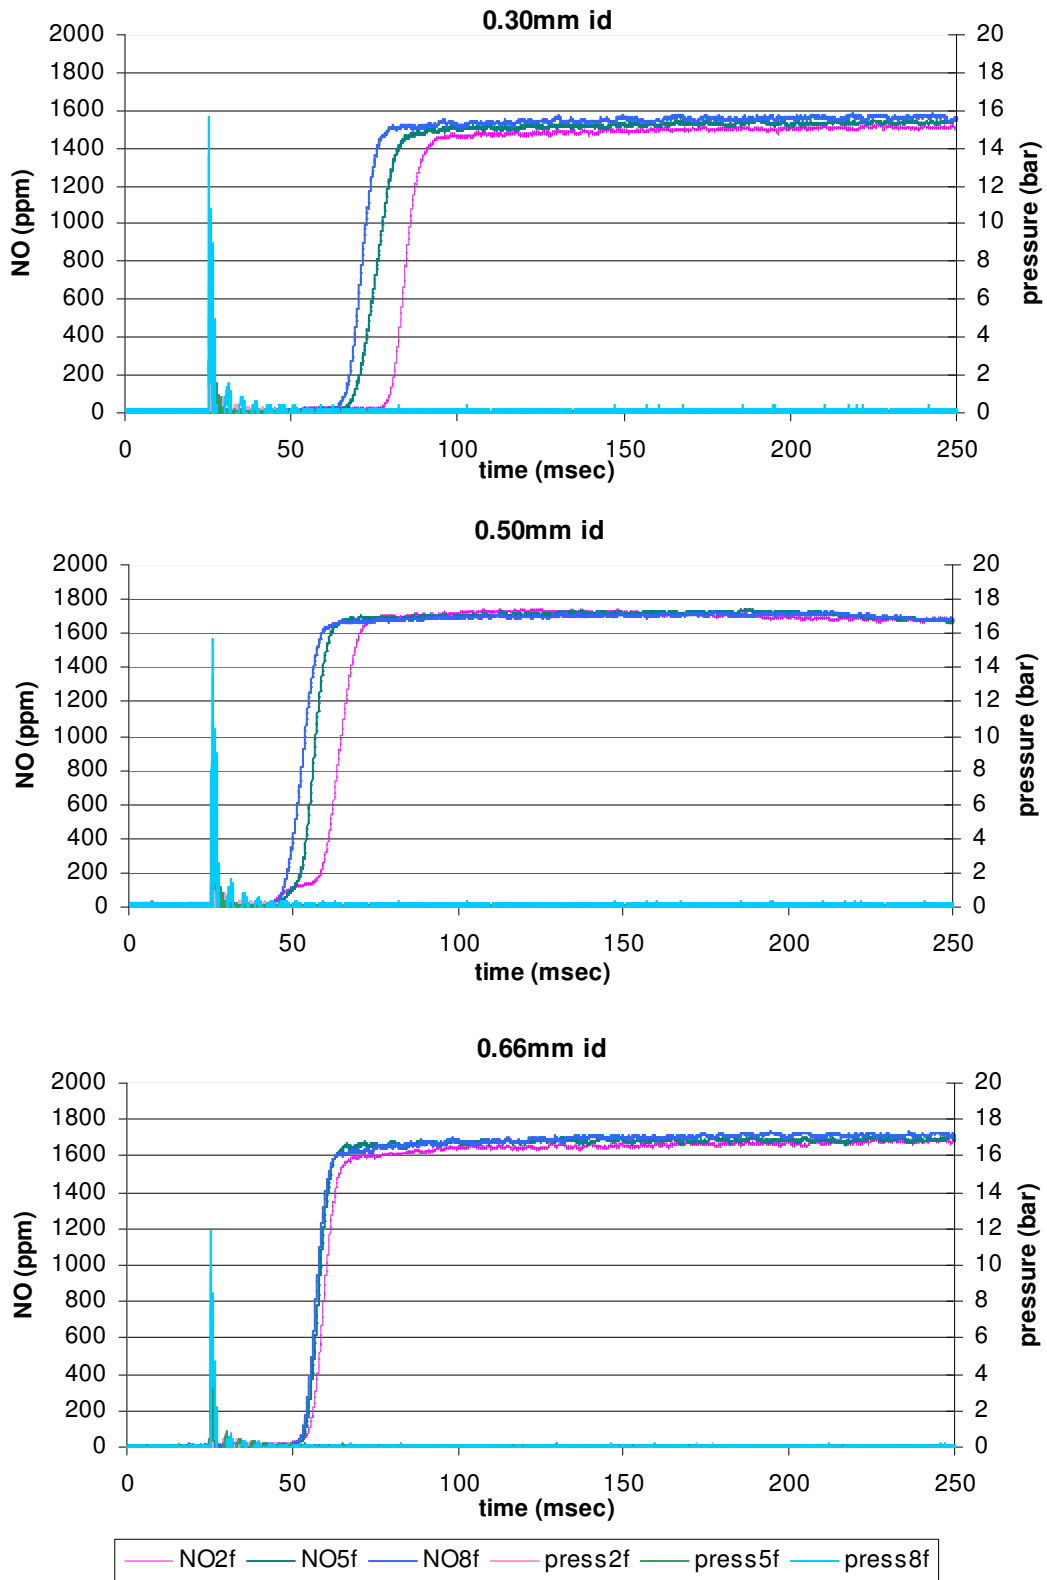 0.30mm id
2000 20
1800 18
1600 16
1400 14
1200 12
1000 10
800 8
600 6
400 4
200 2
0 0
NO (ppm)
pressure (bar)
0 50 100 150 200 250
time (msec)
0.50mm id
2000 20
1800 18
1600 16
1400 14
1200 12
1000 10
800 8
600 6
400 4
200 2
0 0
NO (ppm)
pressure (bar)
0 50 100 150 200 250
time (msec)
0.66mm id
2000 20
1800 18
1600 16
1400 14
1200 12
1000 10
800 8
600 6
400 4
200 2
0 0
NO (ppm)
pressure (bar)
0 50 100 150 200 250
time (msec)
NO2f NO5f NO8f press2f press5f press8f